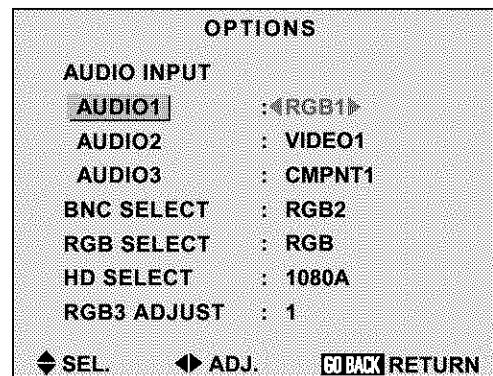 OPTIONS
AUDIO INPUT
AUDIO1 :◀RGB1▶
AUDIO2 : VIDEO1
AUDIO3 : CMPNT1
BNC SELECT : RGB2
RGB SELECT : RGB
HD SELECT : 1080A
RGB3 ADJUST : 1
SEL. ADJ. GO BACK RETURN